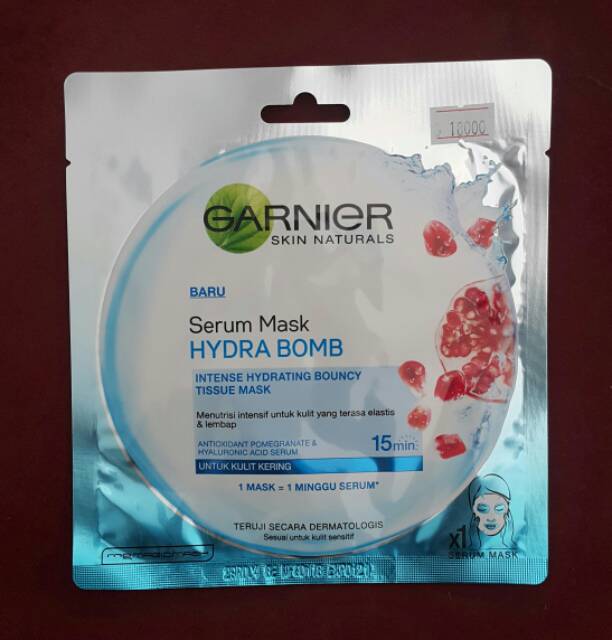 18000
GARNIER
SKIN NATURALS
BARU
Serum Mask
HYDRA BOMB
INTENSE HYDRATING BOUNCY
TISSUE MASK
Menutrisi intensif untuk kulit yang terasa elastis
& lembap
ANTIOXIDANT POMEGRANATE &
HYALURONIC ACID SERUM
15min.
UNTUK KULIT KERING
1 MASK = 1 MINGGU SERUM*
TERUJI SECARA DERMATOLOGIS
Sesuai untuk kulit sensitif
x1
SERUM MASK